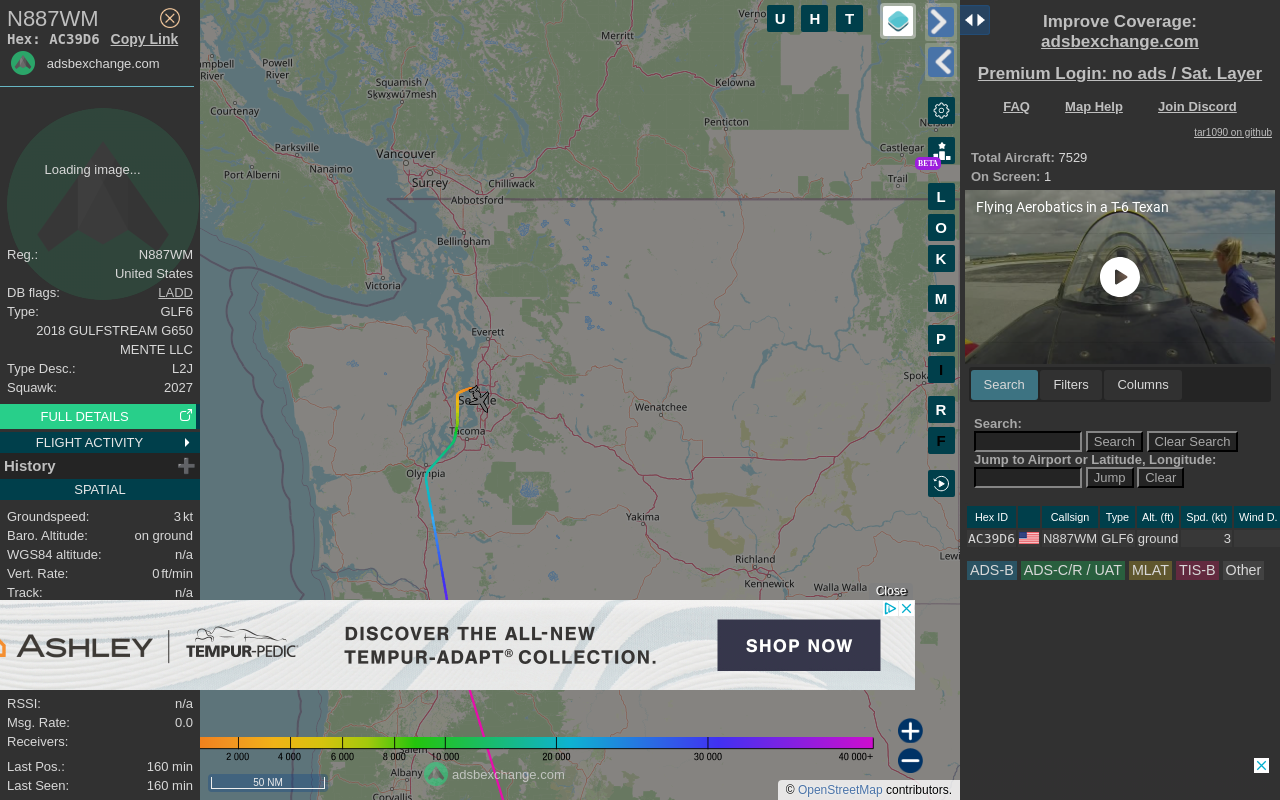 N887WM
Hex: AC39D6 Copy Link
adsbexchange.com
Loading image...
Reg.: N887WM
United States
DB flags: LADD
Type: GLF6
2018 GULFSTREAM G650
MENTE LLC
Type Desc.: L2J
Squawk: 2027
FULL DETAILS
FLIGHT ACTIVITY
History
SPATIAL
Groundspeed: 3 kt
Baro. Altitude: on ground
WGS84 altitude: n/a
Vert. Rate: 0 ft/min
Track: n/a
RSSI: n/a
Msg. Rate: 0.0
Receivers:
Last Pos.: 160 min
Last Seen: 160 min
Campbell River
Powell River
Courtenay
Squamish / Sḵwx̱wú7mesh
Parksville
Port Alberni
Nanaimo
Vancouver
Surrey
Chilliwack
Abbotsford
Bellingham
Victoria
Everett
Seattle
Tacoma
Olympia
Wenatchee
Yakima
Richland
Kennewick
Walla Walla
Lewi
Spok
Merritt
Verno
Kelowna
Penticton
Nelson
Castlegar
Trail
Salem
Albany
Corvallis
U H T
BETA
L
O
K
M
P
I
R
F
Close
ASHLEY
TEMPUR-PEDIC®
DISCOVER THE ALL-NEW
TEMPUR-ADAPT® COLLECTION.
SHOP NOW
2 000 4 000 6 000 8 000 10 000 20 000 30 000 40 000+
50 NM
adsbexchange.com
© OpenStreetMap contributors.
Improve Coverage:
adsbexchange.com
Premium Login: no ads / Sat. Layer
FAQ Map Help Join Discord
tar1090 on github
Total Aircraft: 7529
On Screen: 1
Flying Aerobatics in a T-6 Texan
Search Filters Columns
Search:
Search Clear Search
Jump to Airport or Latitude, Longitude:
Jump Clear
Hex ID Callsign Type Alt. (ft) Spd. (kt) Wind D.
AC39D6 N887WM GLF6 ground 3
ADS-B ADS-C/R / UAT MLAT TIS-B Other